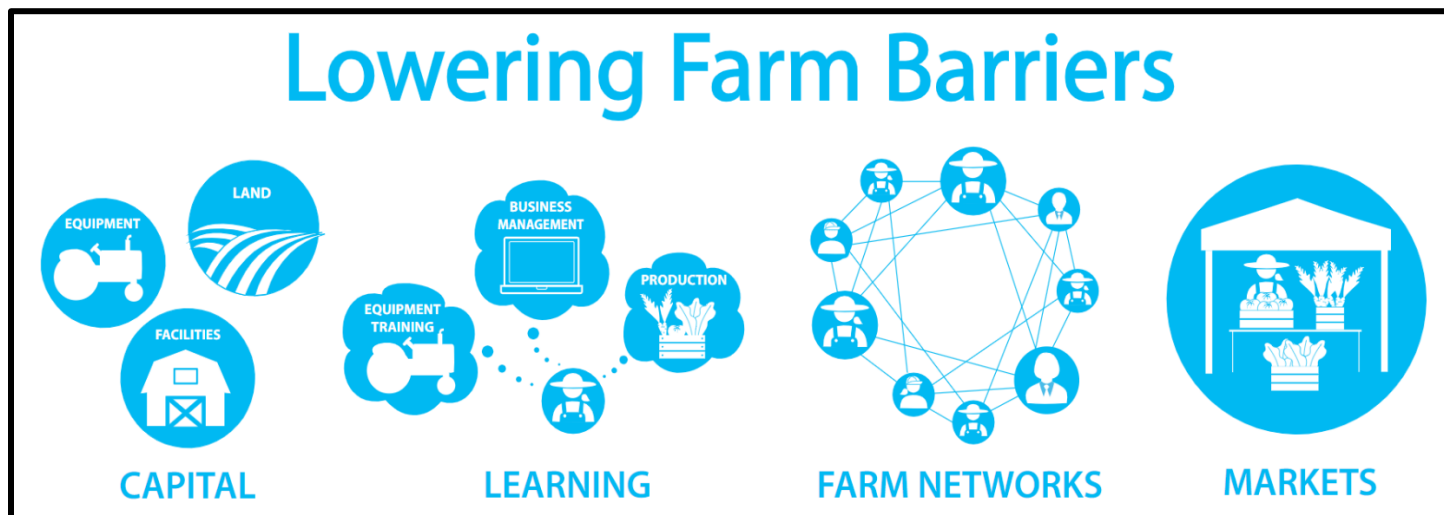 Lowering Farm Barriers
EQUIPMENT
LAND
FACILITIES
CAPITAL
EQUIPMENT
TRAINING
BUSINESS
MANAGEMENT
PRODUCTION
LEARNING
FARM NETWORKS
MARKETS